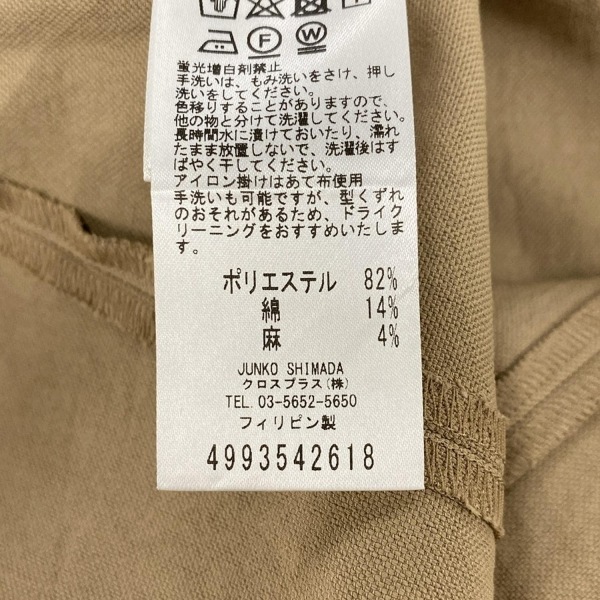 F W
蛍光増白剤禁止
手洗いは、もみ洗いをさけ、押し
洗いをしてください。
色移りすることがありますので、
他の物と分けて洗濯してください。
長時間水に漬けておいたり、濡れ
たまま放置しないで、洗濯後はす
ばやく干してください。
アイロン掛けはあて布使用
手洗いも可能ですが、型くずれ
のおそれがあるため、ドライク
リーニングをおすすめいたしま
す。
ポリエステル 82%
綿 14%
麻 4%
JUNKO SHIMADA
クロスプラス(株)
TEL.03-5652-5650
フィリピン製
4993542618